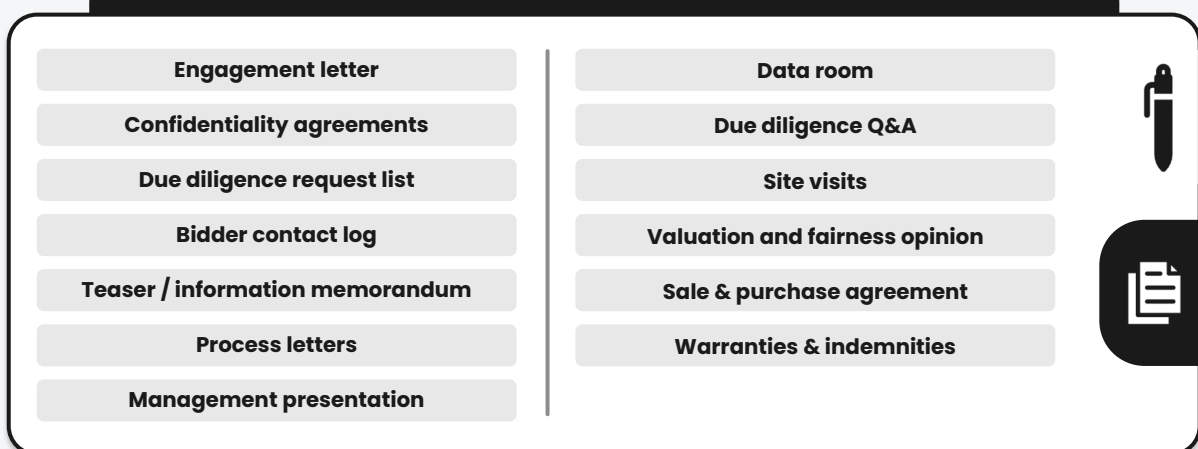 Engagement letter
Confidentiality agreements
Due diligence request list
Bidder contact log
Teaser / information memorandum
Process letters
Management presentation
Data room
Due diligence Q&A
Site visits
Valuation and fairness opinion
Sale & purchase agreement
Warranties & indemnities